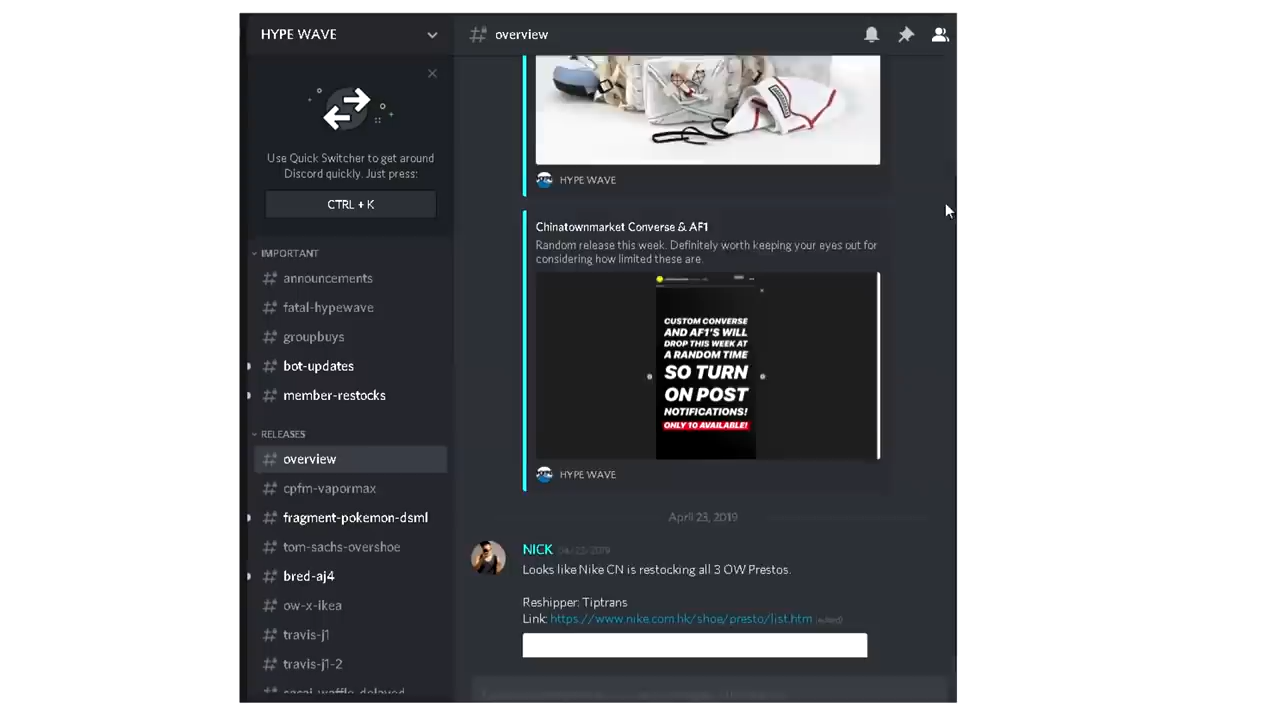 HYPE WAVE
overview
Use Quick Switcher to get around
Discord quickly. Just press:
CTRL + K
IMPORTANT
announcements
fatal-hypewave
groupbuys
bot-updates
member-restocks
RELEASES
overview
cpfm-vapormax
fragment-pokemon-dsml
tom-sachs-overshoe
bred-aj4
ow-x-ikea
travis-j1
travis-j1-2
HYPE WAVE
Chinatownmarket Converse & AF1
Random release this week. Definitely worth keeping your eyes out for
considering how limited these are.
CUSTOM CONVERSE
AND AF1'S WILL
DROP THIS WEEK AT
A RANDOM TIME
SO TURN
ON POST
NOTIFICATIONS!
ONLY 10 AVAILABLE!
HYPE WAVE
April 23, 2019
NICK
Looks like Nike CN is restocking all 3 OW Prestos.
Reshipper: Tiptrans
Link: https://www.nike.com.hk/shoe/presto/list.htm (edited)